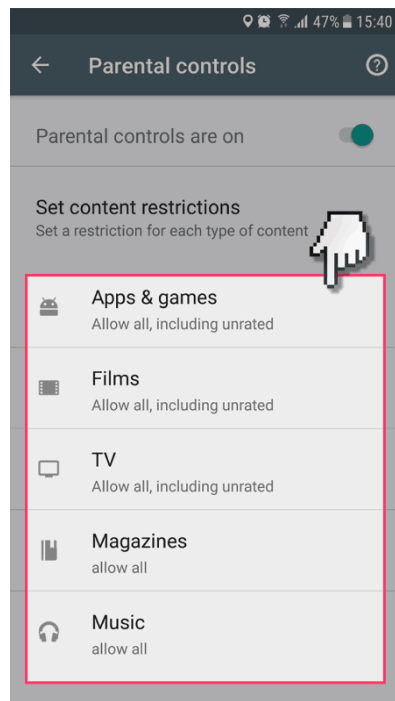 47% 15:40
Parental controls
Parental controls are on
Set content restrictions
Set a restriction for each type of content
Apps & games
Allow all, including unrated
Films
Allow all, including unrated
TV
Allow all, including unrated
Magazines
allow all
Music
allow all